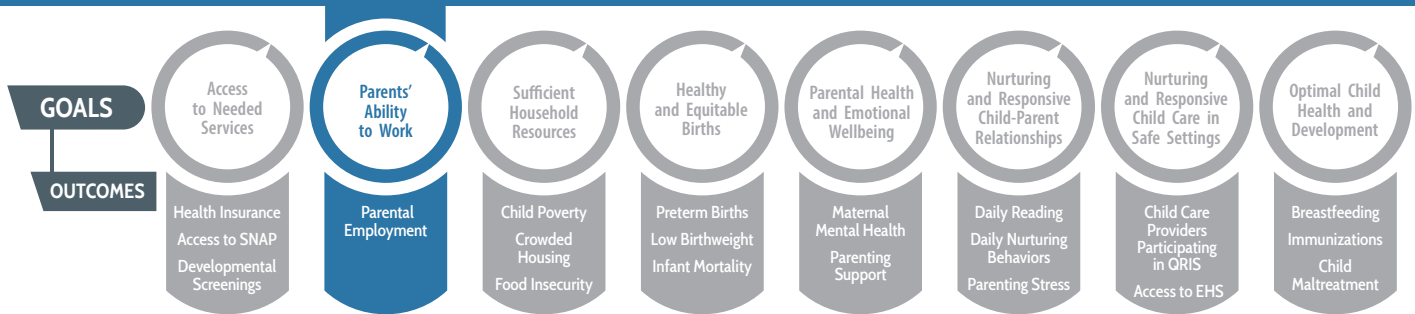 GOALS
OUTCOMES
Access
to Needed
Services
Health Insurance
Access to SNAP
Developmental
Screenings
Parents'
Ability
to Work
Parental
Employment
Sufficient
Household
Resources
Child Poverty
Crowded
Housing
Food Insecurity
Healthy
and Equitable
Births
Preterm Births
Low Birthweight
Infant Mortality
Parental Health
and Emotional
Wellbeing
Maternal
Mental Health
Parenting
Support
Nurturing
and Responsive
Child-Parent
Relationships
Daily Reading
Daily Nurturing
Behaviors
Parenting Stress
Nurturing
and Responsive
Child Care in
Safe Settings
Child Care
Providers
Participating
in QRIS
Access to EHS
Optimal Child
Health and
Development
Breastfeeding
Immunizations
Child
Maltreatment